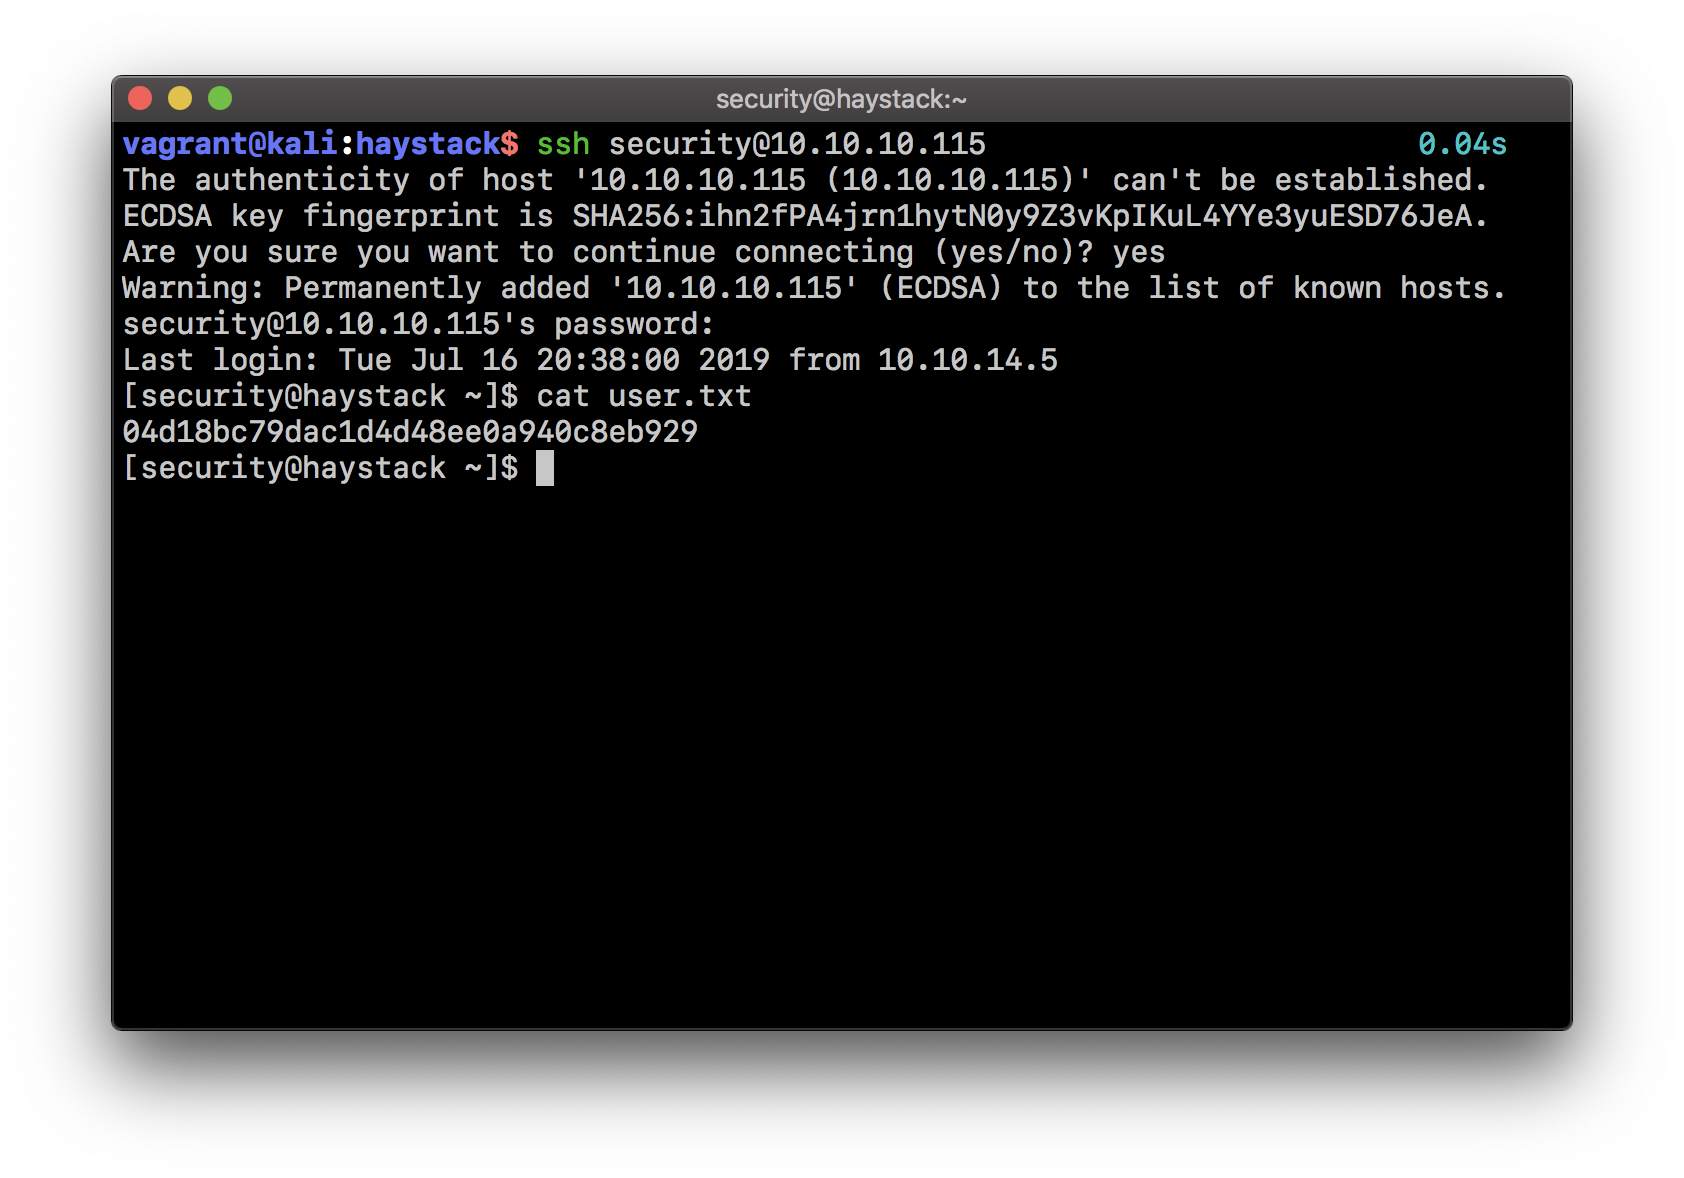 security@haystack:~
vagrant@kali:haystack$ ssh security@10.10.10.115 0.04s
The authenticity of host '10.10.10.115 (10.10.10.115)' can't be established.
ECDSA key fingerprint is SHA256:ihn2fPA4jrn1hytN0y9Z3vKpIKuL4YYe3yuESD76JeA.
Are you sure you want to continue connecting (yes/no)? yes
Warning: Permanently added '10.10.10.115' (ECDSA) to the list of known hosts.
security@10.10.10.115's password:
Last login: Tue Jul 16 20:38:00 2019 from 10.10.14.5
[security@haystack ~]$ cat user.txt
04d18bc79dac1d4d48ee0a940c8eb929
[security@haystack ~]$